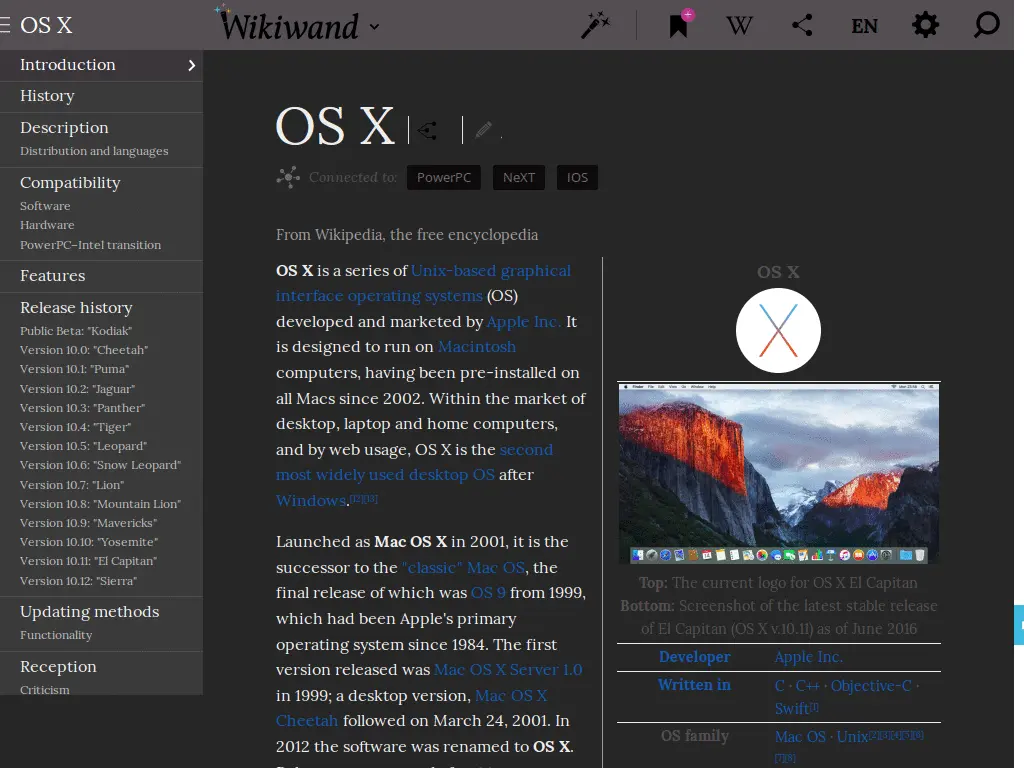 OS X
Wikiwand
W
EN
Introduction
History
Description
Distribution and languages
Compatibility
Software
Hardware
PowerPC–Intel transition
Features
Release history
Public Beta: "Kodiak"
Version 10.0: "Cheetah"
Version 10.1: "Puma"
Version 10.2: "Jaguar"
Version 10.3: "Panther"
Version 10.4: "Tiger"
Version 10.5: "Leopard"
Version 10.6: "Snow Leopard"
Version 10.7: "Lion"
Version 10.8: "Mountain Lion"
Version 10.9: "Mavericks"
Version 10.10: "Yosemite"
Version 10.11: "El Capitan"
Version 10.12: "Sierra"
Updating methods
Functionality
Reception
Criticism
OS X
Connected to: PowerPC NeXT IOS
From Wikipedia, the free encyclopedia
OS X is a series of Unix-based graphical
interface operating systems (OS)
developed and marketed by Apple Inc. It
is designed to run on Macintosh
computers, having been pre-installed on
all Macs since 2002. Within the market of
desktop, laptop and home computers,
and by web usage, OS X is the second
most widely used desktop OS after
Windows.[12][13]
Launched as Mac OS X in 2001, it is the
successor to the "classic" Mac OS, the
final release of which was OS 9 from 1999,
which had been Apple's primary
operating system since 1984. The first
version released was Mac OS X Server 1.0
in 1999; a desktop version, Mac OS X
Cheetah followed on March 24, 2001. In
2012 the software was renamed to OS X.
OS X
Top: The current logo for OS X El Capitan
Bottom: Screenshot of the latest stable release
of El Capitan (OS X v.10.11) as of June 2016
Developer Apple Inc.
Written in C · C++ · Objective-C ·
Swift[1]
OS family Mac OS · Unix[2][3][4][5][6]
[7][8]